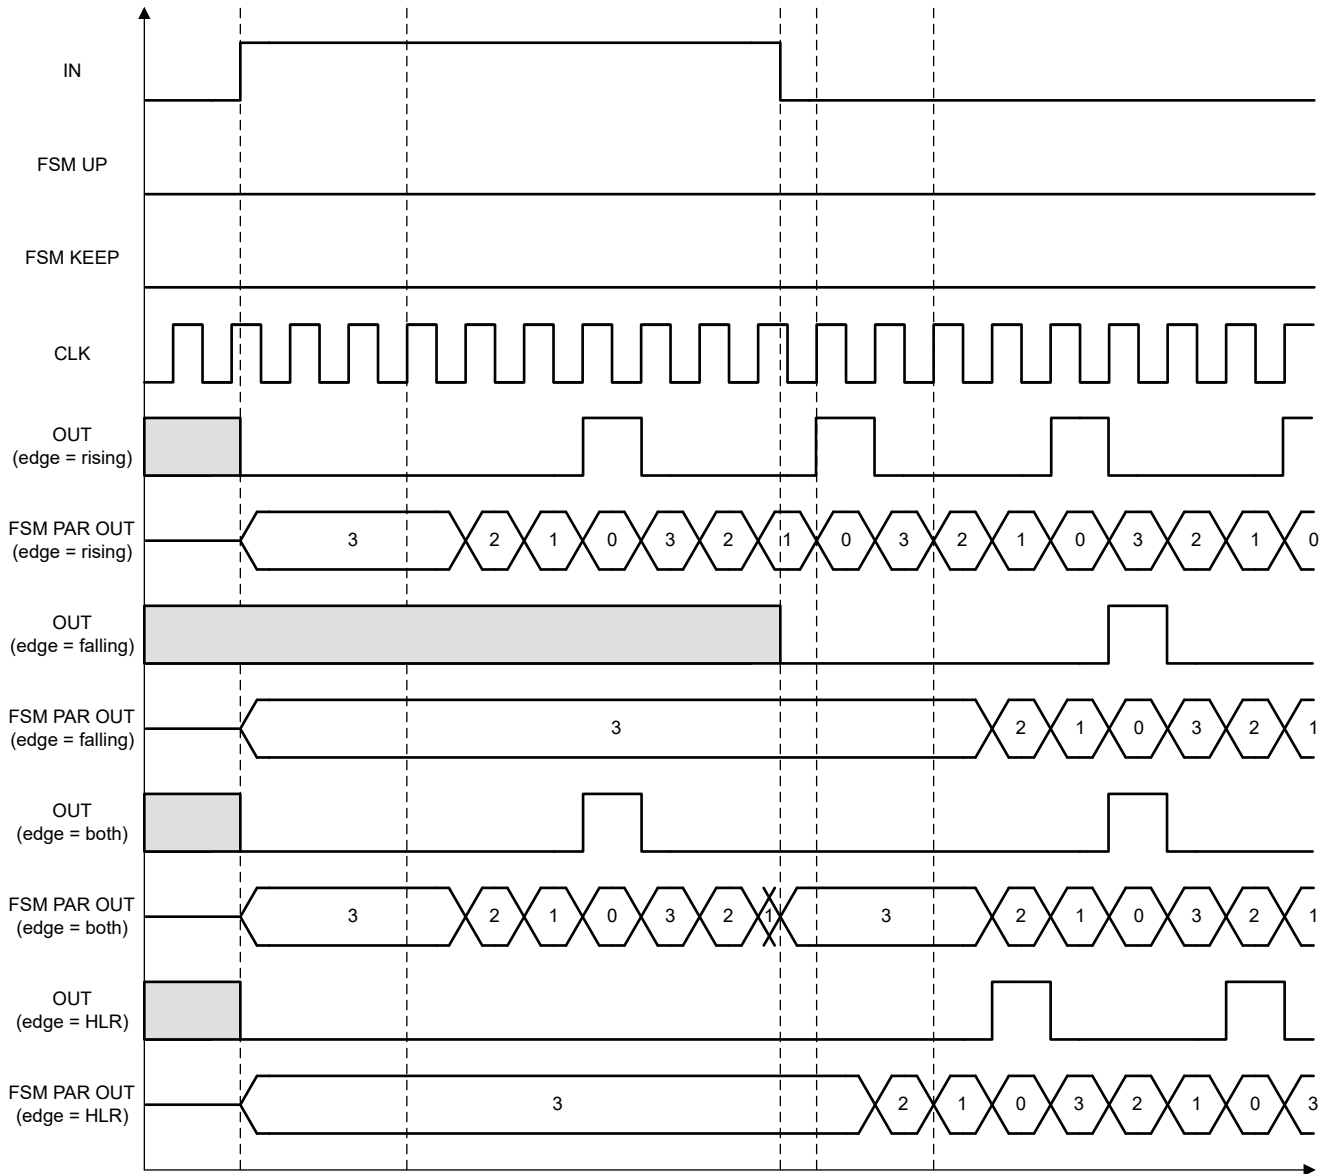 IN
FSM UP
FSM KEEP
CLK
OUT
(edge = rising)
FSM PAR OUT
(edge = rising)
3 2 1 0 3 2 1 0 3 2 1 0 3 2 1 0
OUT
(edge = falling)
FSM PAR OUT
(edge = falling)
3 2 1 0 3 2 1
OUT
(edge = both)
FSM PAR OUT
(edge = both)
3 2 1 0 3 2 1 3 2 1 0 3 2 1
OUT
(edge = HLR)
FSM PAR OUT
(edge = HLR)
3 2 1 0 3 2 1 0 3